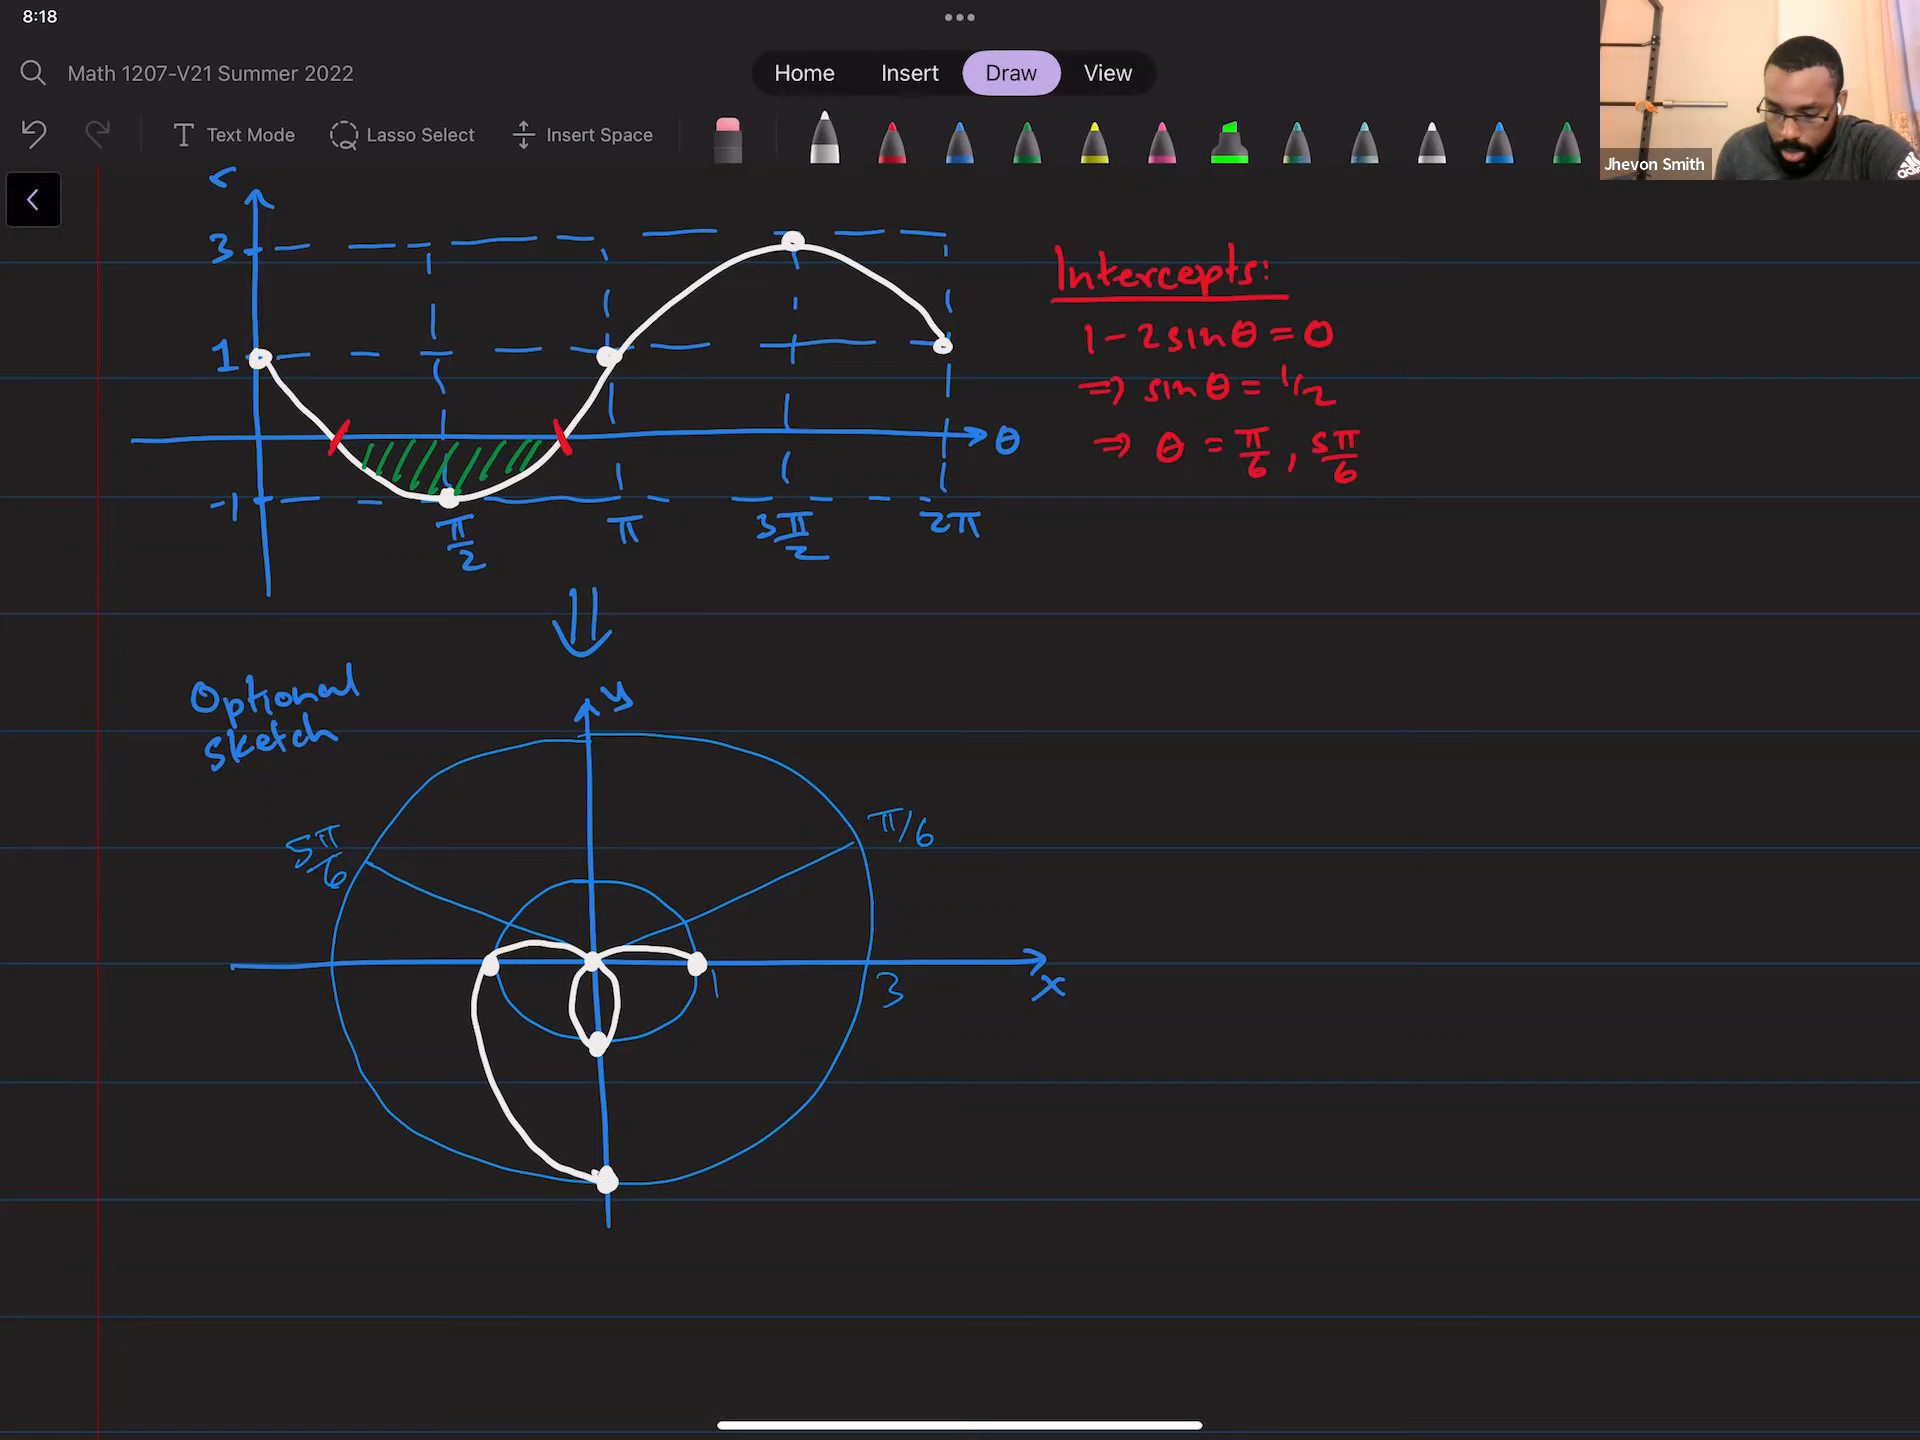 8:18
Math 1207-V21 Summer 2022
Home Insert Draw View
Text Mode Lasso Select Insert Space
Jhevon Smith
r
3
1
-1
θ
π/2 π 3π/2 2π
Intercepts:
1 - 2 sin θ = 0
⇒ sin θ = 1/2
⇒ θ = π/6, 5π/6
Optional
sketch
y
5π/6
π/6
1
3
x